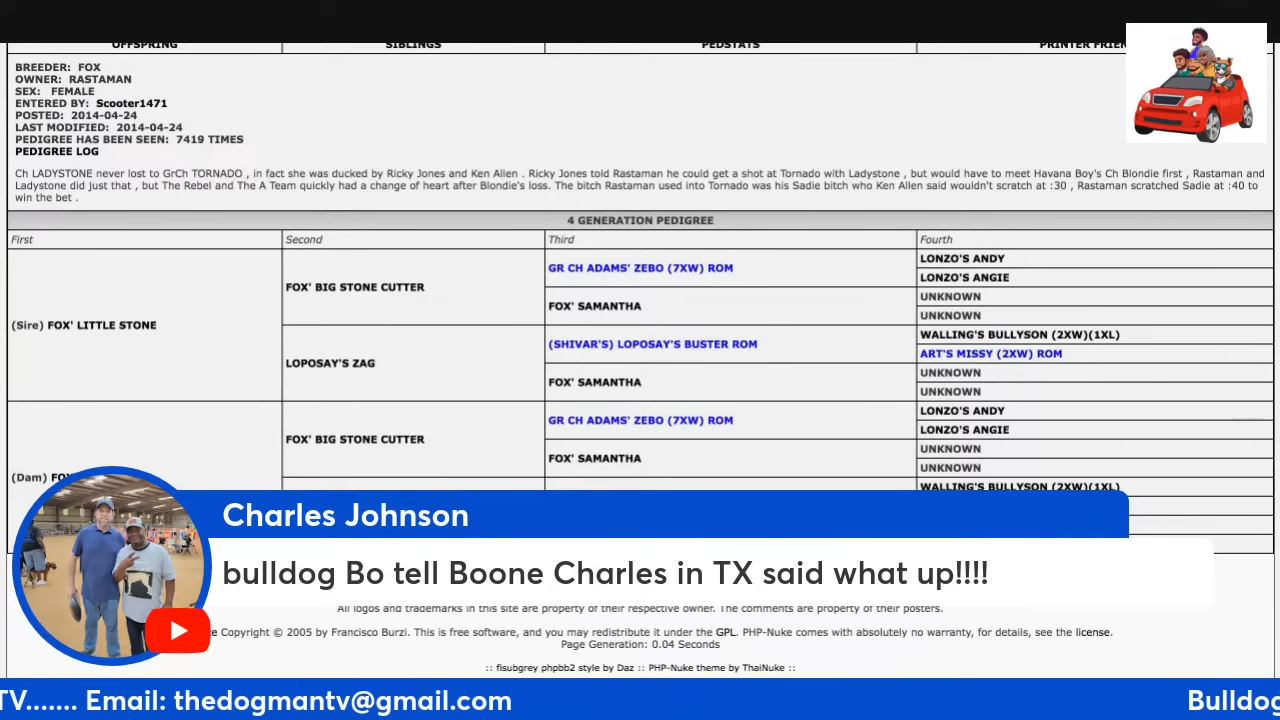 OFFSPRING SIBLINGS PEDSTATS PRINTER FRIEN
BREEDER: FOX
OWNER: RASTAMAN
SEX: FEMALE
ENTERED BY: Scooter1471
POSTED: 2014-04-24
LAST MODIFIED: 2014-04-24
PEDIGREE HAS BEEN SEEN: 7419 TIMES
PEDIGREE LOG
Ch LADYSTONE never lost to GrCh TORNADO , in fact she was ducked by Ricky Jones and Ken Allen . Ricky Jones told Rastaman he could get a shot at Tornado with Ladystone , but would have to meet Havana Boy's Ch Blondie first , Rastaman and
Ladystone did just that , but The Rebel and The A Team quickly had a change of heart after Blondie's loss. The bitch Rastaman used into Tornado was his Sadie bitch who Ken Allen said wouldn't scratch at :30 , Rastaman scratched Sadie at :40 to
win the bet .
4 GENERATION PEDIGREE
First Second Third Fourth
(Sire) FOX' LITTLE STONE
FOX' BIG STONE CUTTER
GR CH ADAMS' ZEBO (7XW) ROM
LONZO'S ANDY
LONZO'S ANGIE
FOX' SAMANTHA
UNKNOWN
UNKNOWN
LOPOSAY'S ZAG
(SHIVAR'S) LOPOSAY'S BUSTER ROM
WALLING'S BULLYSON (2XW)(1XL)
ART'S MISSY (2XW) ROM
FOX' SAMANTHA
UNKNOWN
UNKNOWN
(Dam) FOX'
FOX' BIG STONE CUTTER
GR CH ADAMS' ZEBO (7XW) ROM
LONZO'S ANDY
LONZO'S ANGIE
FOX' SAMANTHA
UNKNOWN
UNKNOWN
WALLING'S BULLYSON (2XW)(1XL)
Charles Johnson
bulldog Bo tell Boone Charles in TX said what up!!!!
All logos and trademarks in this site are property of their respective owner. The comments are property of their posters.
Copyright © 2005 by Francisco Burzi. This is free software, and you may redistribute it under the GPL. PHP-Nuke comes with absolutely no warranty, for details, see the license.
Page Generation: 0.04 Seconds
:: fisubgrey phpbb2 style by Daz :: PHP-Nuke theme by ThaiNuke ::
TV....... Email: thedogmantv@gmail.com Bulldog